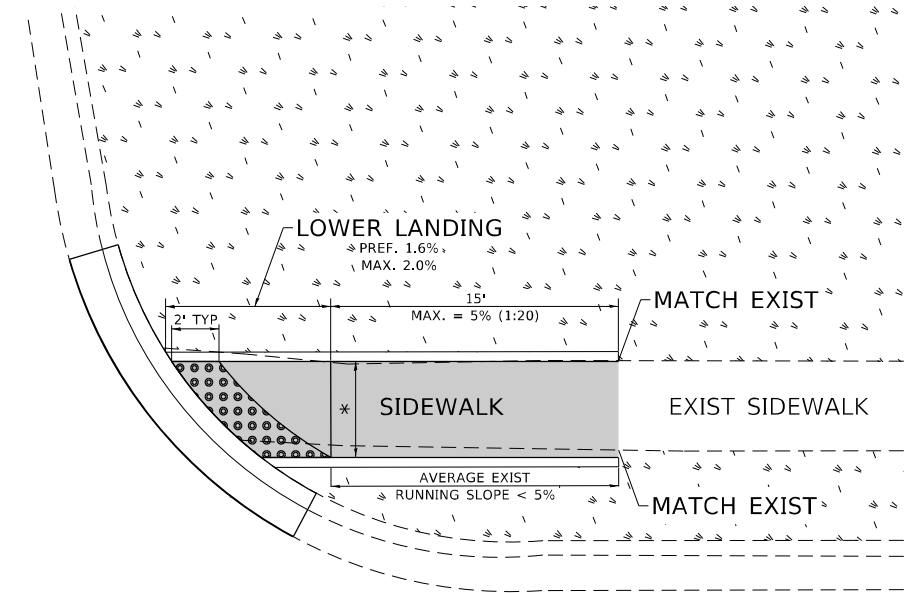 LOWER LANDING
PREF. 1.6%
MAX. 2.0%
15'
MAX. = 5% (1:20)
MATCH EXIST
2' TYP
*
SIDEWALK
EXIST SIDEWALK
AVERAGE EXIST
RUNNING SLOPE < 5%
MATCH EXIST